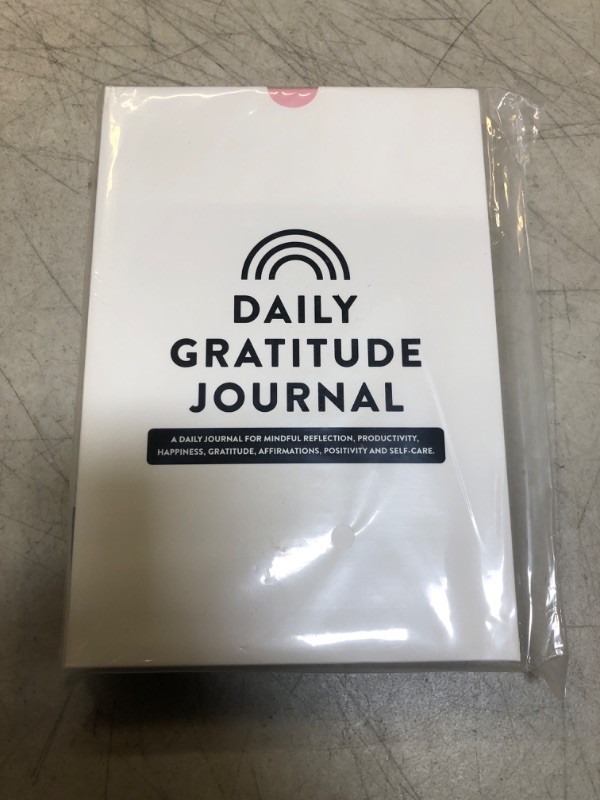 DAILY
GRATITUDE
JOURNAL
A DAILY JOURNAL FOR MINDFUL REFLECTION, PRODUCTIVITY,
HAPPINESS, GRATITUDE, AFFIRMATIONS, POSITIVITY AND SELF-CARE.